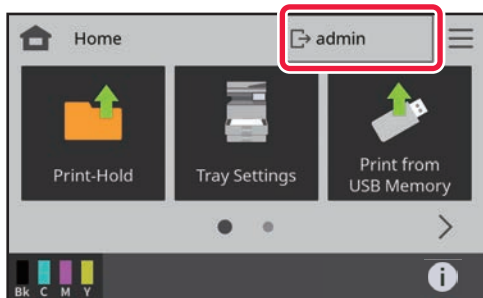 Home
admin
Print-Hold
Tray Settings
Print from
USB Memory
Bk C M Y
i